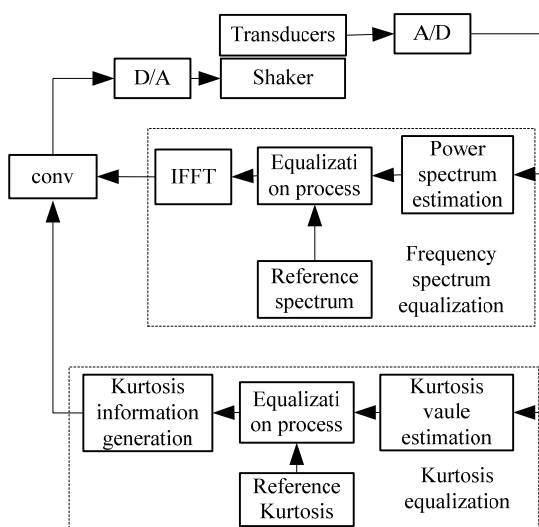 Transducers
A/D
D/A
Shaker
conv
IFFT
Equalizati
on process
Power
spectrum
estimation
Reference
spectrum
Frequency
spectrum
equalization
Kurtosis
information
generation
Equalizati
on process
Kurtosis
vaule
estimation
Reference
Kurtosis
Kurtosis
equalization